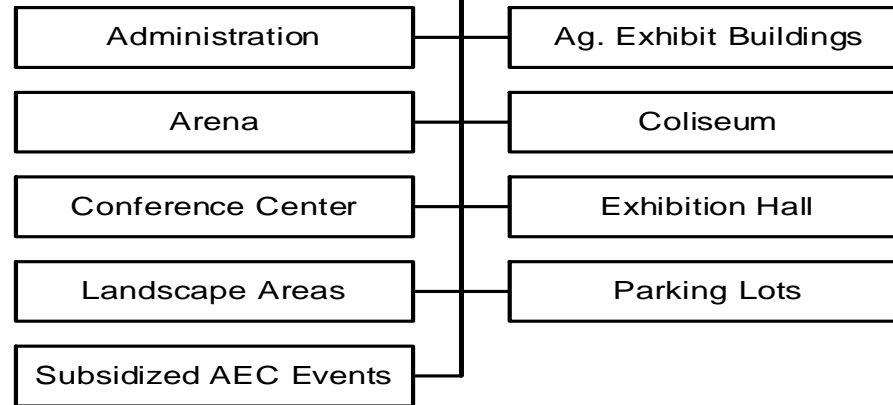 Administration
Ag. Exhibit Buildings
Arena
Coliseum
Conference Center
Exhibition Hall
Landscape Areas
Parking Lots
Subsidized AEC Events